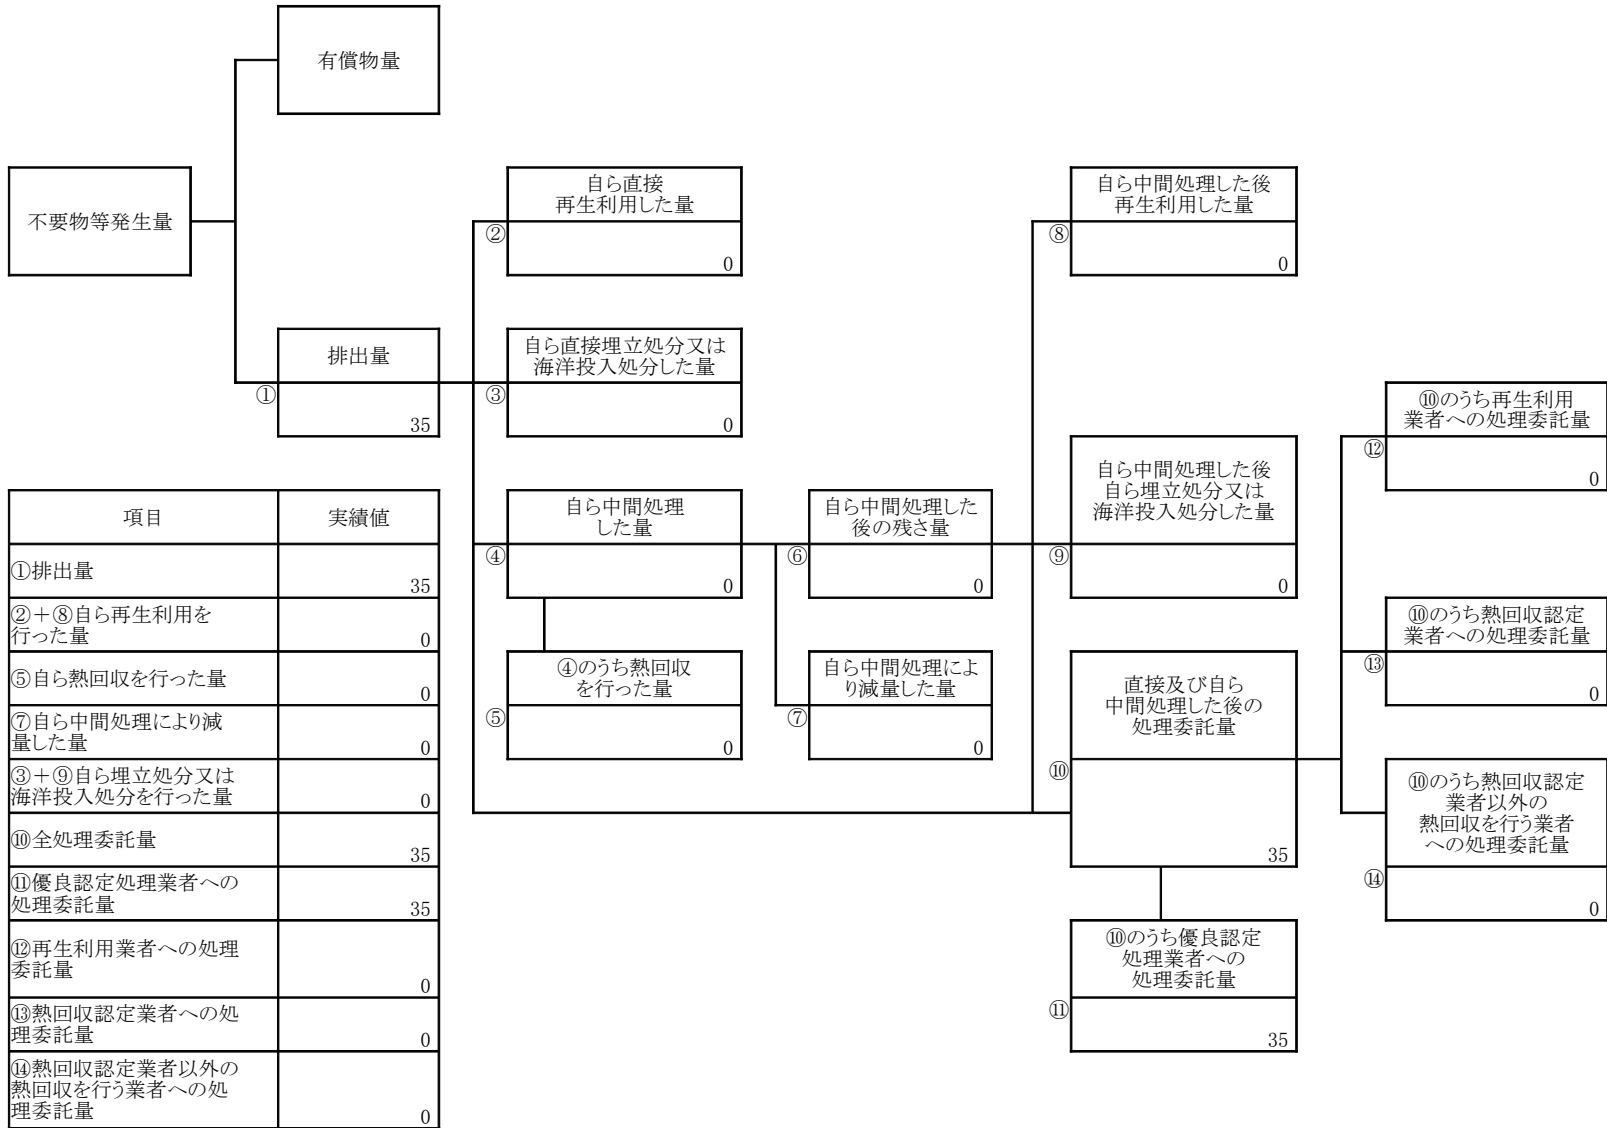 有償物量
不要物等発生量
自ら直接
再生利用した量
②
0
自ら中間処理した後
再生利用した量
⑧
0
排出量
①
35
自ら直接埋立処分又は
海洋投入処分した量
③
0
⑩のうち再生利用
業者への処理委託量
⑫
0
自ら中間処理
した量
④
0
自ら中間処理した
後の残さ量
⑥
0
自ら中間処理した後
自ら埋立処分又は
海洋投入処分した量
⑨
0
⑩のうち熱回収認定
業者への処理委託量
⑬
0
④のうち熱回収
を行った量
⑤
0
自ら中間処理によ
り減量した量
⑦
0
直接及び自ら
中間処理した後の
処理委託量
⑩
35
⑩のうち熱回収認定
業者以外の
熱回収を行う業者
への処理委託量
⑭
0
⑩のうち優良認定
処理業者への
処理委託量
⑪
35
項目 実績値
①排出量
35
②+⑧自ら再生利用を
行った量
0
⑤自ら熱回収を行った量
0
⑦自ら中間処理により減
量した量
0
③+⑨自ら埋立処分又は
海洋投入処分を行った量
0
⑩全処理委託量
35
⑪優良認定処理業者への
処理委託量
35
⑫再生利用業者への処理
委託量
0
⑬熱回収認定業者への処
理委託量
0
⑭熱回収認定業者以外の
熱回収を行う業者への処
理委託量
0